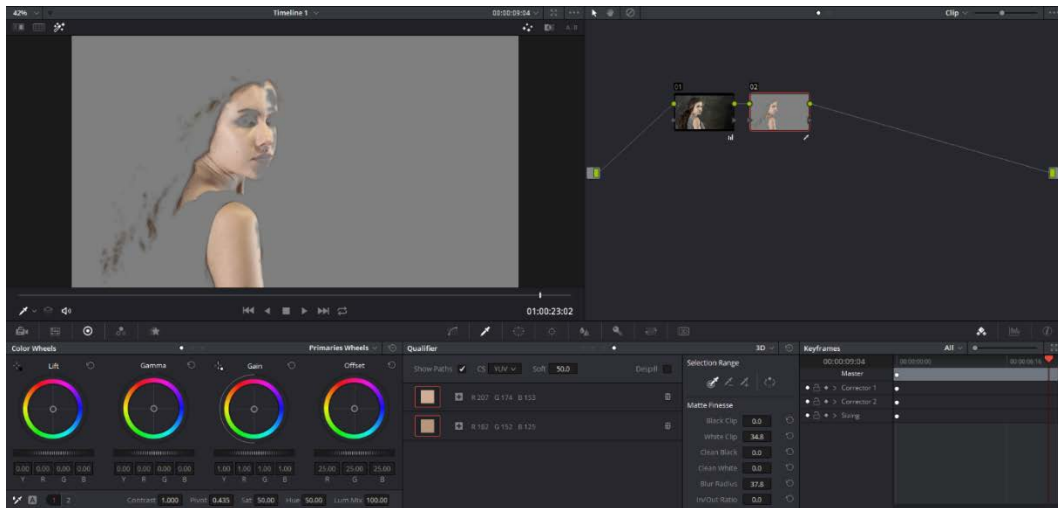 42% Timeline 1 00:00:09:04 Clip
A B
01 02
01:00:23:02
Color Wheels Primaries Wheels Qualifier 3D Keyframes All
Lift Gamma Gain Offset
0.00 0.00 0.00 0.00 0.00 0.00 0.00 0.00 1.00 1.00 1.00 1.00 25.00 25.00 25.00
Y R G B Y R G B Y R G B R G B
A 1 2 Contrast 1.000 Pivot 0.435 Sat 50.00 Hue 50.00 Lum Mix 100.00
Show Paths CS YUV Soft 50.0 Despill
R 207 G 174 B 153
G 152 B 125
Selection Range
Matte Finesse
Black Clip 0.0
White Clip 34.8
Clean Black 0.0
Clean White 0.0
Blur Radius 37.8
In/Out Ratio 0.0
00:00:09:04 00:00:00:00
Master
Corrector 1
Corrector 2
Sizing